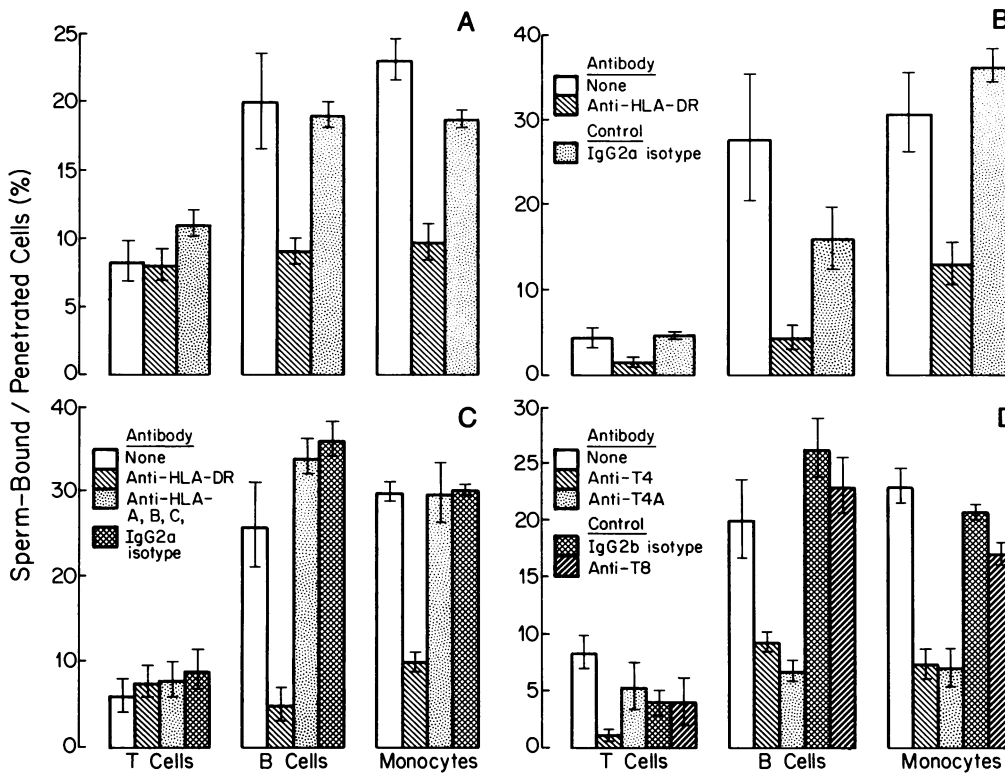 Sperm-Bound / Penetrated Cells (%)
A
25
20
15
10
5
0
B
40
30
20
10
0
Antibody
None
Anti-HLA-DR
Control
IgG2a isotype
C
40
30
20
10
0
Antibody
None
Anti-HLA-DR
Anti-HLA-
A, B, C,
IgG2a
isotype
T Cells
B Cells
Monocytes
D
30
25
20
15
10
5
0
Antibody
None
Anti-T4
Anti-T4A
Control
IgG2b isotype
Anti-T8
T Cells
B Cells
Monocytes